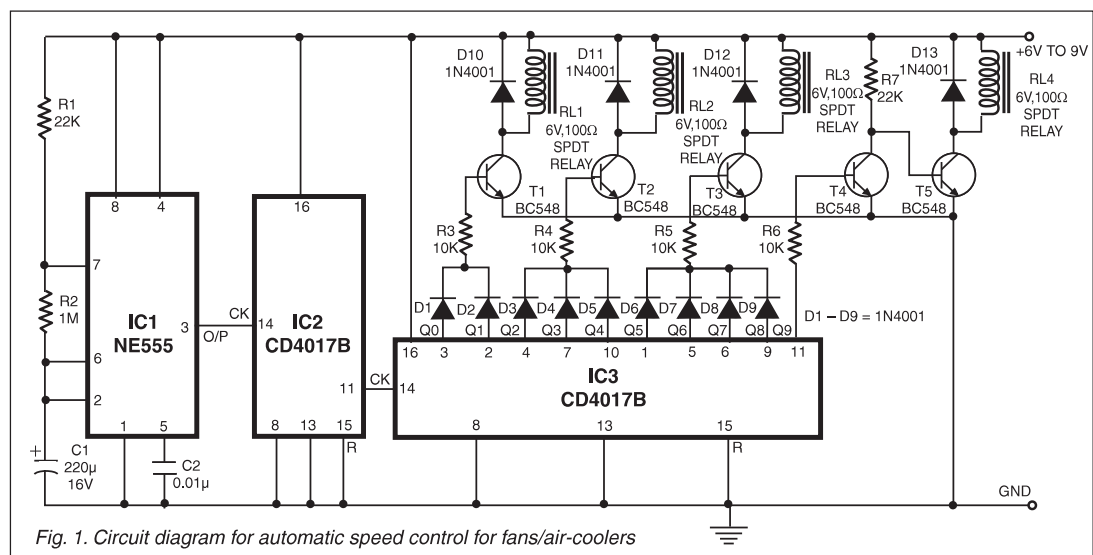 D10
1N4001
D11
1N4001
D12
1N4001
D13
1N4001
+6V TO 9V
R1
22K
RL1
6V,100Ω
SPDT
RELAY
RL2
6V,100Ω
SPDT
RELAY
RL3
6V,100Ω
SPDT
RELAY
R7
22K
RL4
6V,100Ω
SPDT
RELAY
T1
BC548
T2
BC548
T3
BC548
T4
BC548
T5
BC548
8
4
16
R3
10K
R4
10K
R5
10K
R6
10K
7
R2
1M
IC1
NE555
3
O/P
CK
14
IC2
CD4017B
6
2
11
CK
14
D1
D2
D3
D4
D5
D6
D7
D8
D9
D1 – D9 = 1N4001
Q0
Q1
Q2
Q3
Q4
Q5
Q6
Q7
Q8
Q9
16
3
2
4
7
10
1
5
6
9
11
IC3
CD4017B
1
5
8
13
15
R
8
13
15
R
C1
220µ
16V
C2
0.01µ
GND
Fig. 1. Circuit diagram for automatic speed control for fans/air-coolers